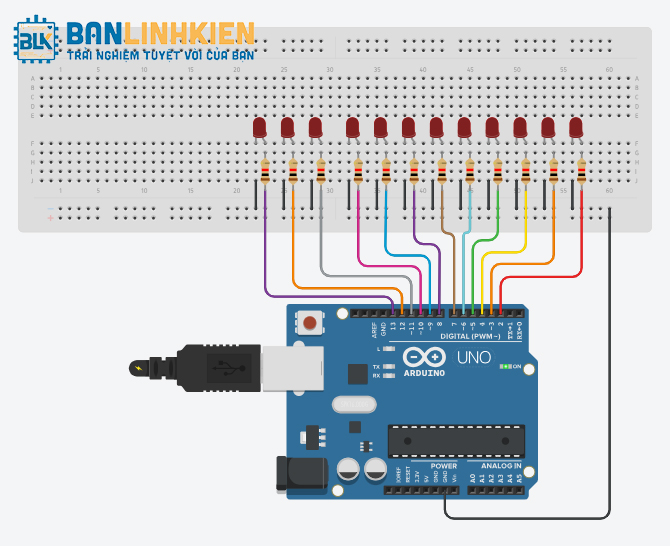 BLK
BANLINHKIEN
TRẢI NGHIỆM TUYỆT VỜI CỦA BẠN
1 5 10 15 20 25 30 35 40 45 50 55 60
A
B
C
D
E
F
G
H
I
J
1 5 10 15 20 25 30 35 40 45 50 55 60
AREF
GND
13
12
~11
~10
~9
8
7
~6
~5
4
~3
2
TX→1
RX←0
DIGITAL (PWM ~)
L
TX
RX
UNO
ARDUINO
ON
POWER
ANALOG IN
IOREF
RESET
3.3V
5V
GND
GND
Vin
A0
A1
A2
A3
A4
A5